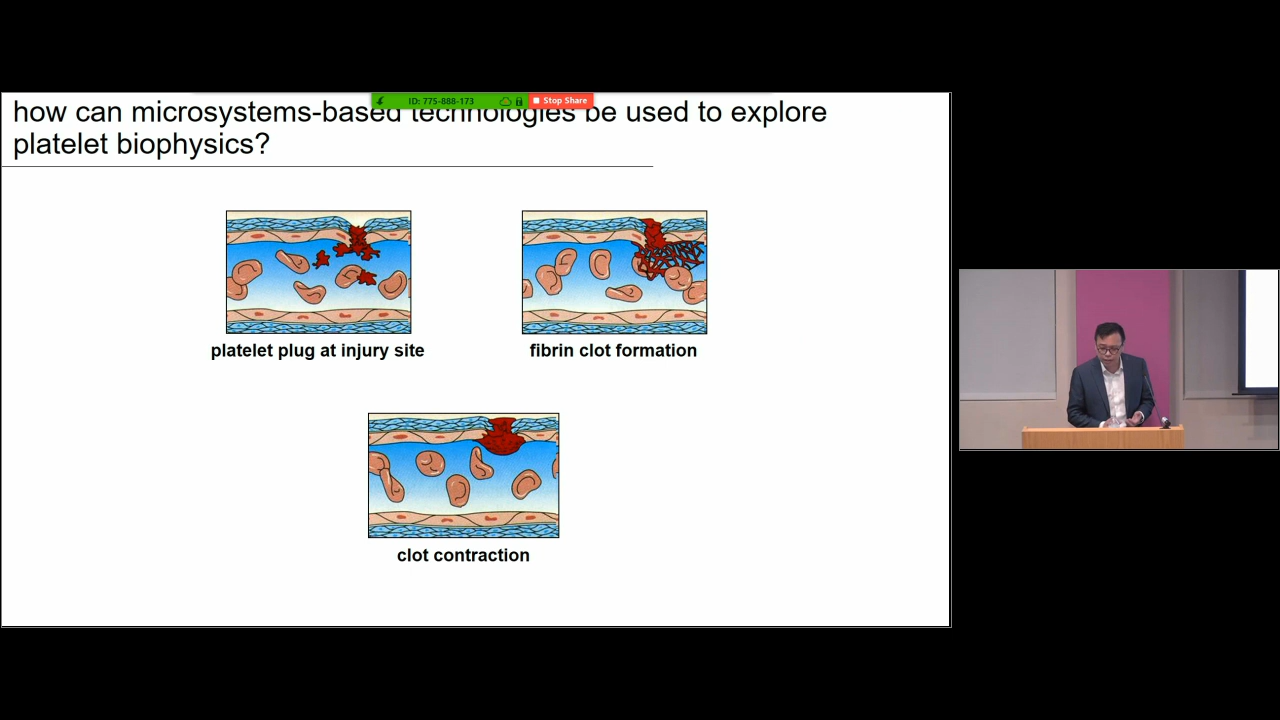 ID: 775-888-173
Stop Share
how can microsystems-based technologies be used to explore
platelet biophysics?
platelet plug at injury site
fibrin clot formation
clot contraction